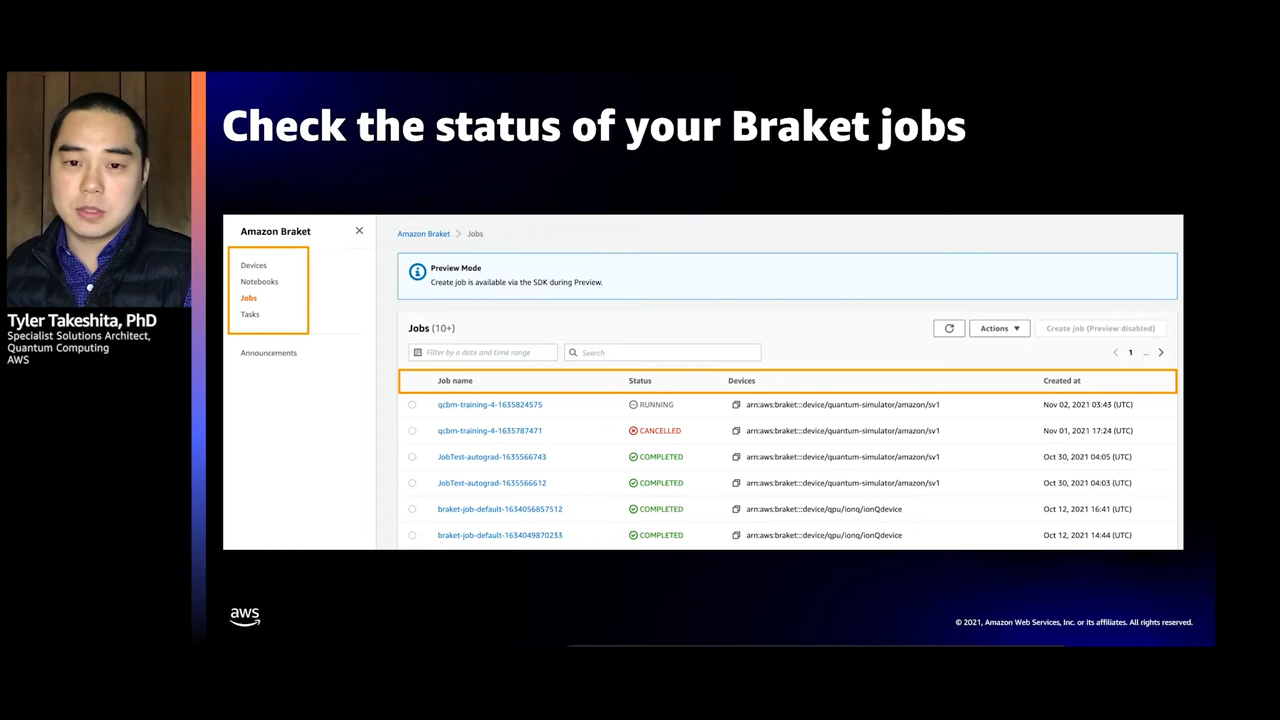 Check the status of your Braket jobs
Tyler Takeshita, PhD
Specialist Solutions Architect,
Quantum Computing
AWS
Amazon Braket
Devices
Notebooks
Jobs
Tasks
Announcements
Amazon Braket > Jobs
Preview Mode
Create job is available via the SDK during Preview.
Jobs (10+)
Actions
Create job (Preview disabled)
Filter by a date and time range
Search
1 ...
Job name Status Devices Created at
qcbm-training-4-1635824575 RUNNING arn:aws:braket:::device/quantum-simulator/amazon/sv1 Nov 02, 2021 03:43 (UTC)
qcbm-training-4-1635787471 CANCELLED arn:aws:braket:::device/quantum-simulator/amazon/sv1 Nov 01, 2021 17:24 (UTC)
JobTest-autograd-1635566743 COMPLETED arn:aws:braket:::device/quantum-simulator/amazon/sv1 Oct 30, 2021 04:05 (UTC)
JobTest-autograd-1635566612 COMPLETED arn:aws:braket:::device/quantum-simulator/amazon/sv1 Oct 30, 2021 04:03 (UTC)
braket-job-default-1634056857512 COMPLETED arn:aws:braket:::device/qpu/ionq/ionQdevice Oct 12, 2021 16:41 (UTC)
braket-job-default-1634049870233 COMPLETED arn:aws:braket:::device/qpu/ionq/ionQdevice Oct 12, 2021 14:44 (UTC)
aws
© 2021, Amazon Web Services, Inc. or its affiliates. All rights reserved.